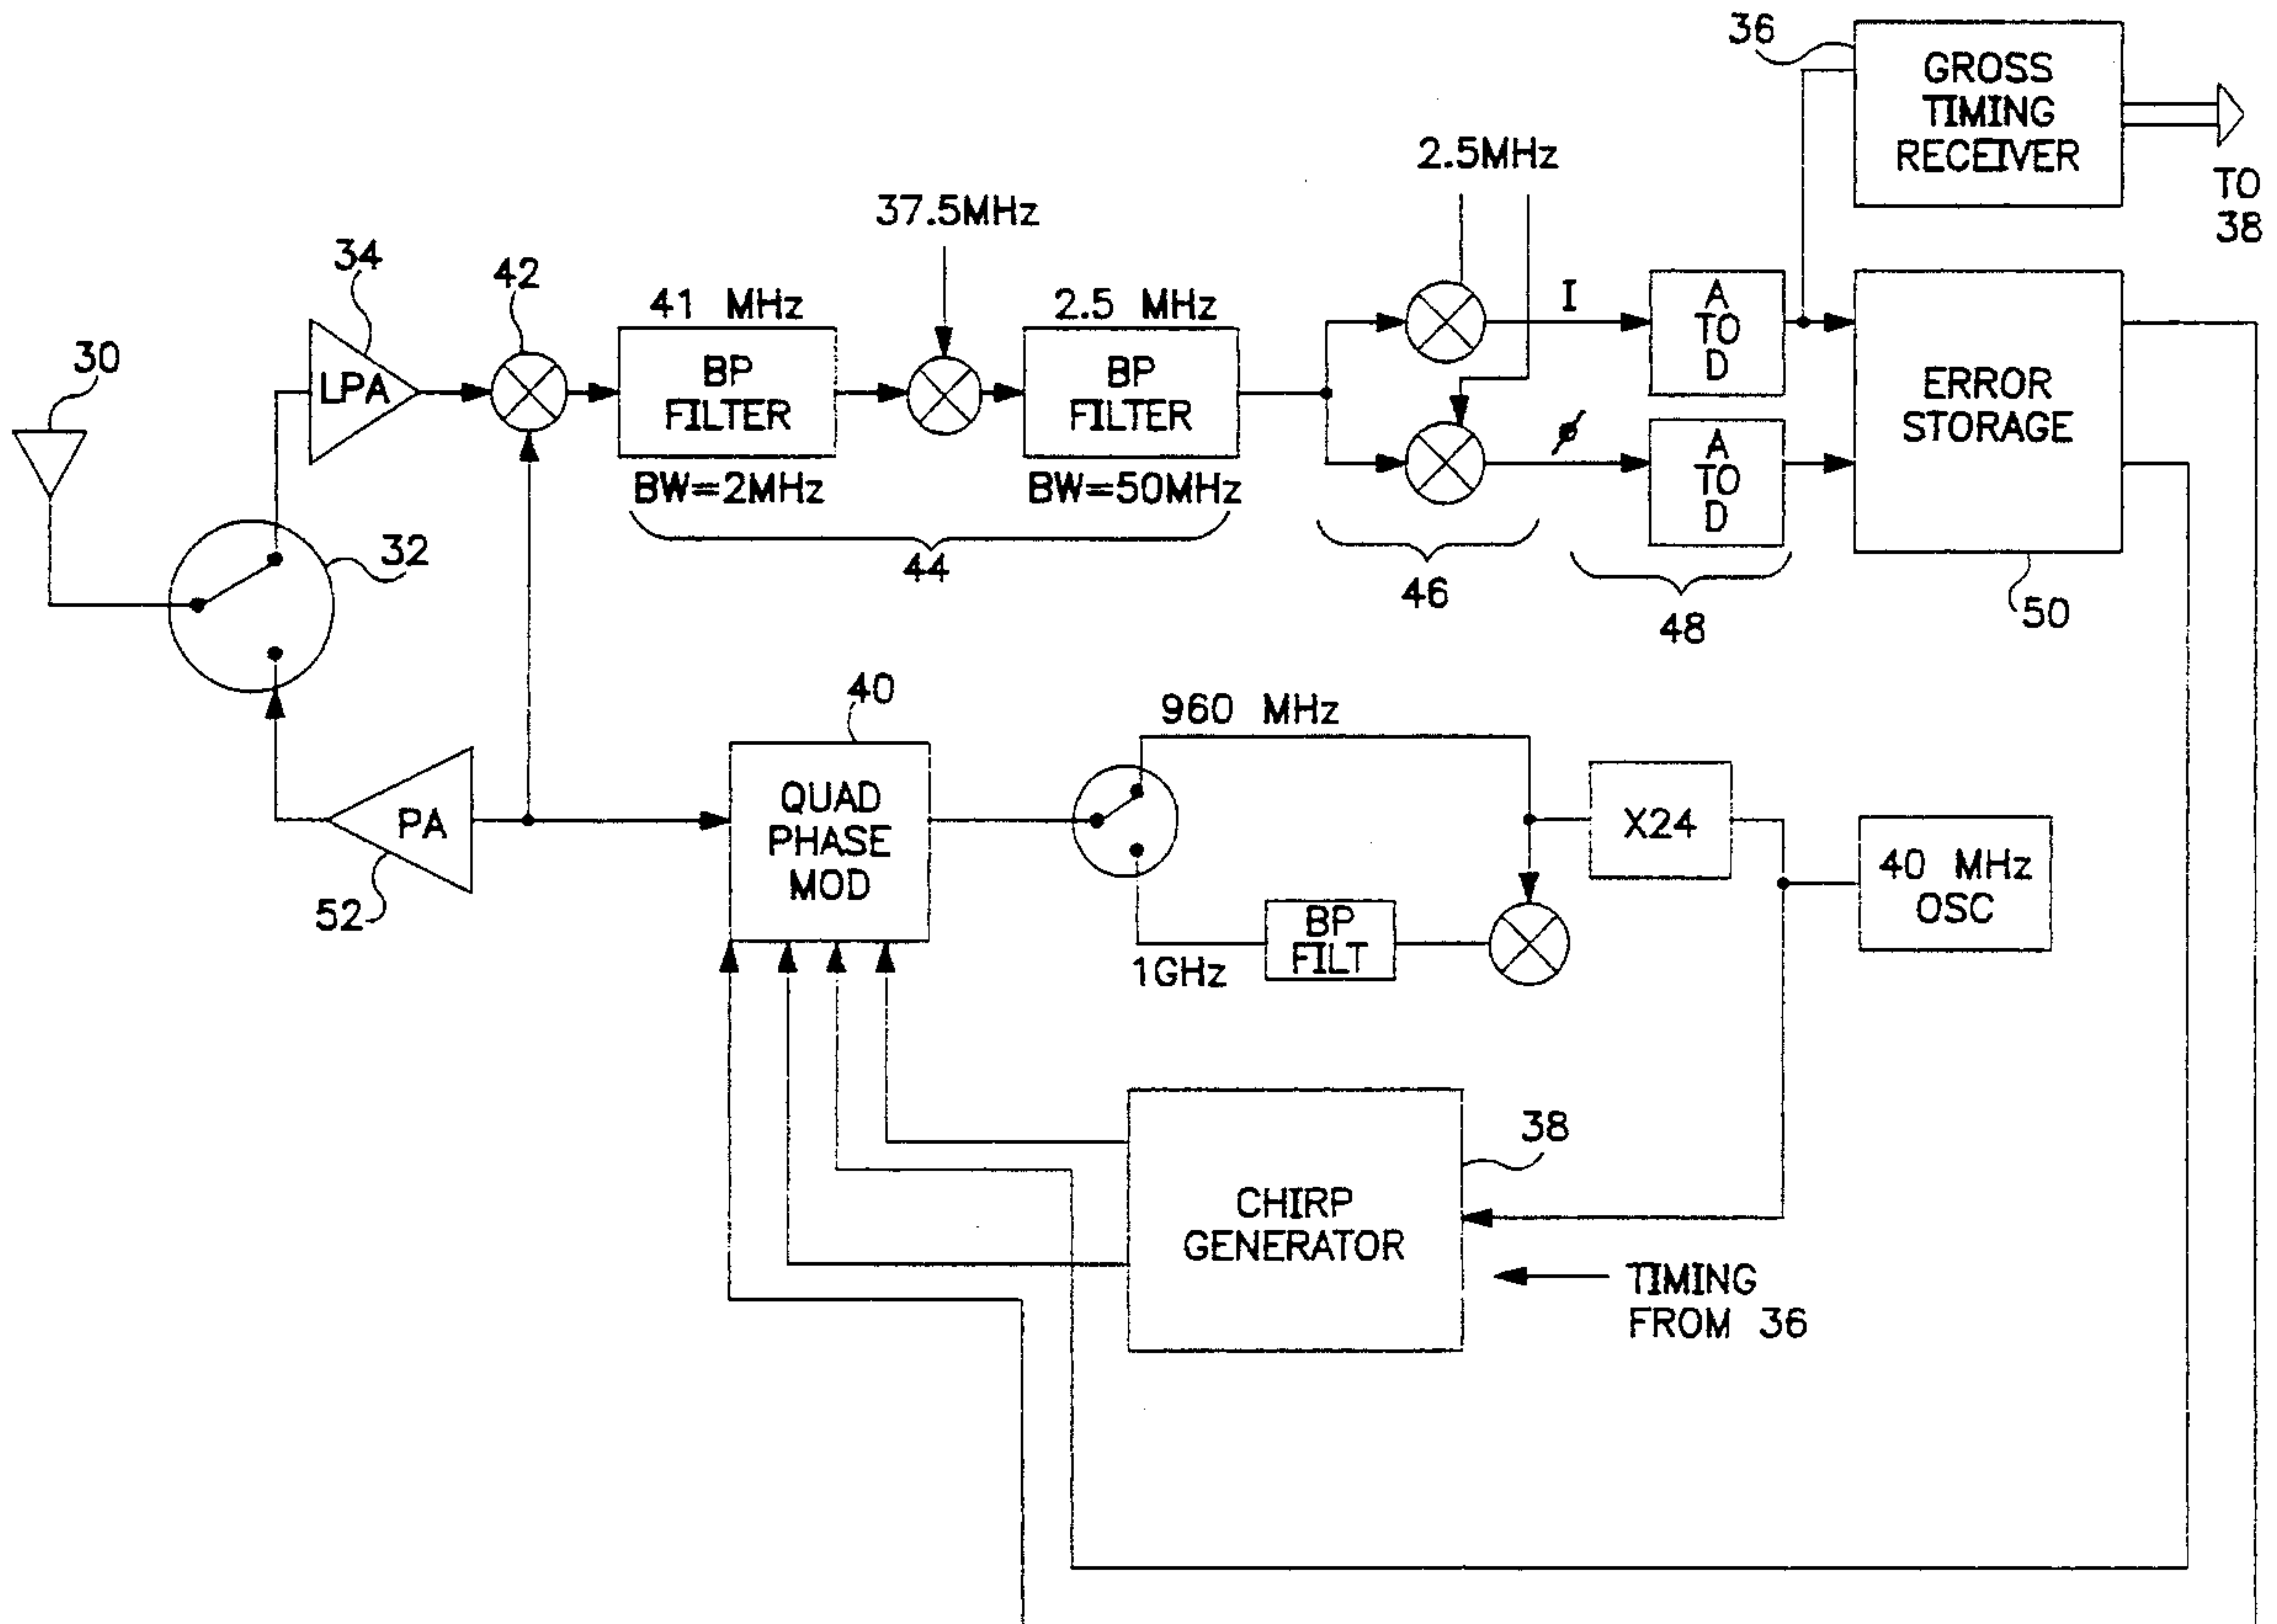 36
GROSS
TIMING
RECEIVER
TO
38
2.5MHz
37.5MHz
34
42
41 MHz
2.5 MHz
I
A
TO
D
30
LPA
BP
FILTER
BP
FILTER
ERROR
STORAGE
ϕ
A
TO
D
BW=2MHz
BW=50MHz
32
44
46
48
50
40
960 MHz
QUAD
PHASE
MOD
PA
X24
40 MHz
OSC
52
BP
FILT
1GHz
38
CHIRP
GENERATOR
TIMING
FROM 36